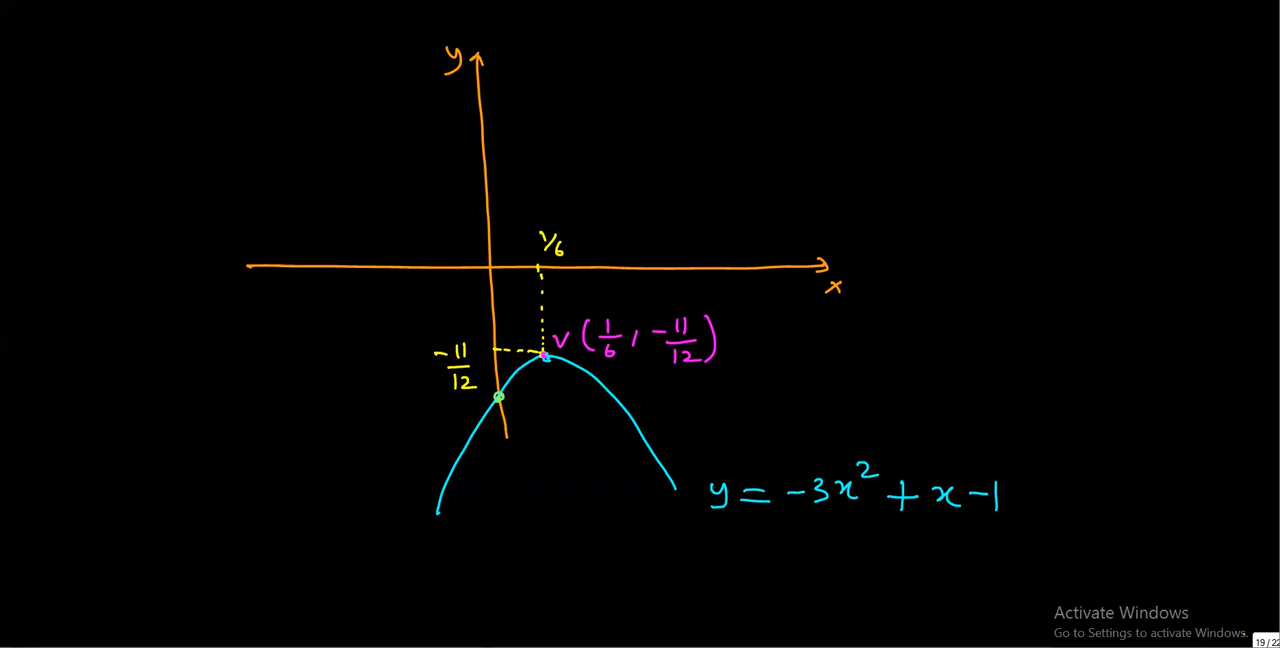 y
1/6
x
V (1/6, -11/12)
-11/12
y = -3x² + x - 1
Activate Windows
Go to Settings to activate Windows.
19 / 22